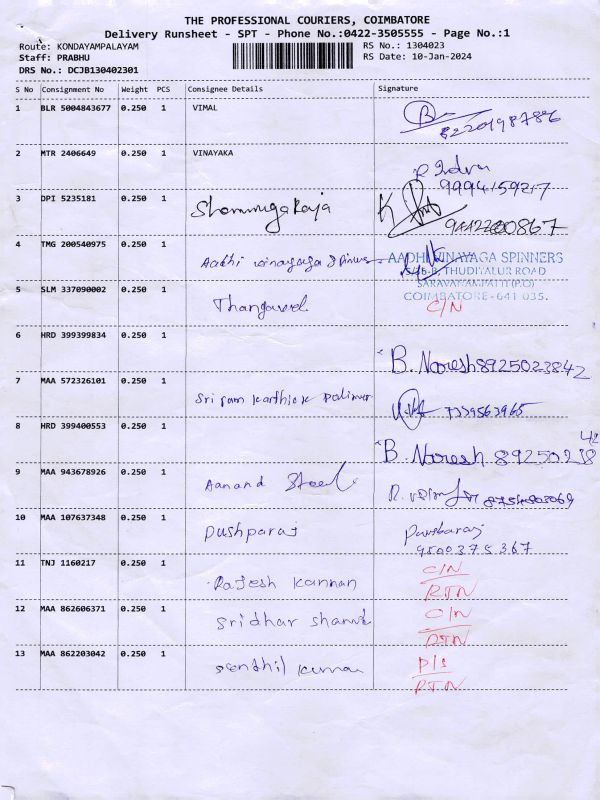 THE PROFESSIONAL COURIERS, COIMBATORE
Delivery Runsheet - SPT - Phone No.:0422-3505555 - Page No.:1
Route: KONDAYAMPALAYAM
Staff: PRABHU
DRS No.: DCJB130402301
RS No.: 1304023
RS Date: 10-Jan-2024
S No Consignment No Weight PCS Consignee Details Signature
1 BLR 5004843677 0.250 1 VIMAL
8220198786
2 MTR 2406649 0.250 1 VINAYAKA
9994159217
3 DPI 5235181 0.250 1 Shanmugaraja
4 TMG 200540975 0.250 1 Aadhi vinayaga Spinners
AADHI VINAYAGA SPINNERS
THUDIYALUR ROAD
SARAVANAMPATTI (P.O)
COIMBATORE-641 035.
5 SLM 337090002 0.250 1 Thangavel C/N
6 HRD 399399834 0.250 1
B. Naresh 8925023842
7 MAA 572326101 0.250 1 Sri ram karthick polimer
7339563965
8 HRD 399400553 0.250 1
B. Naresh
9 MAA 943678926 0.250 1 Aanand Steel
10 MAA 107637348 0.250 1 pushparaj
9500375367
11 TNJ 1160217 0.250 1 Rajesh kannan C/N
RTN
12 MAA 862606371 0.250 1 Sridhar C/N
RTN
13 MAA 862203042 0.250 1 senthil kumar
RTN